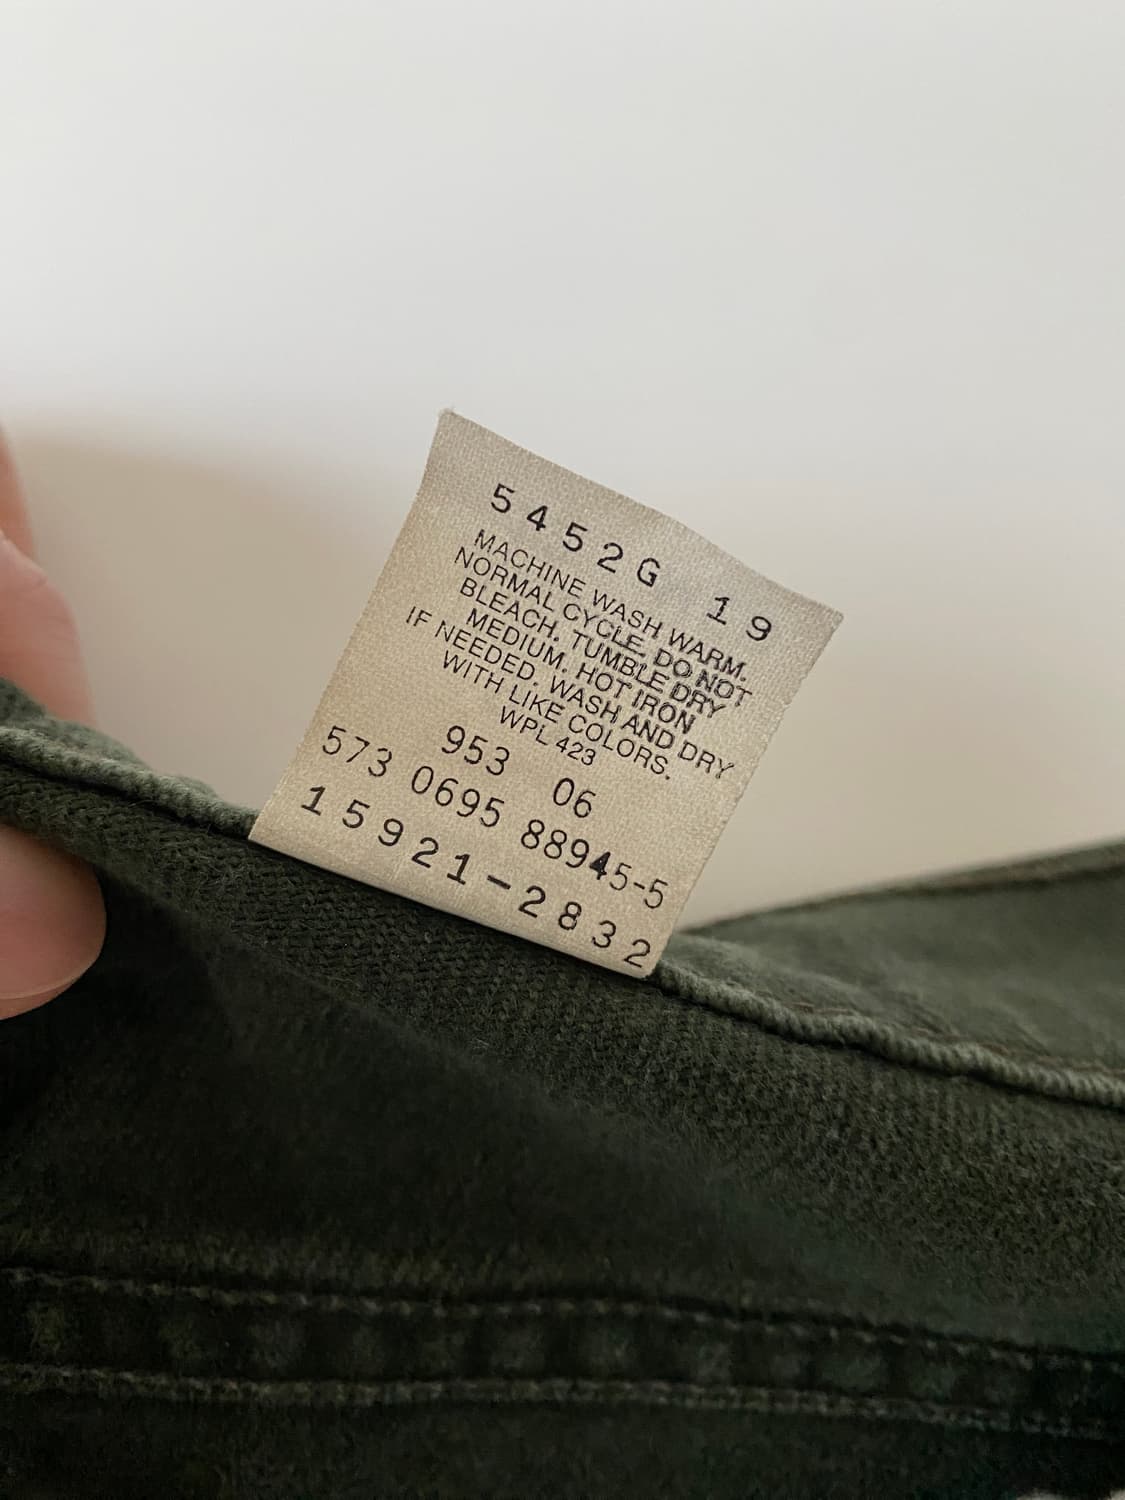 5452G 19
MACHINE WASH WARM.
NORMAL CYCLE. DO NOT
BLEACH. TUMBLE DRY
MEDIUM. HOT IRON
IF NEEDED. WASH AND DRY
WITH LIKE COLORS.
WPL 423
953 06
573 0695 88945-5
15921-2832